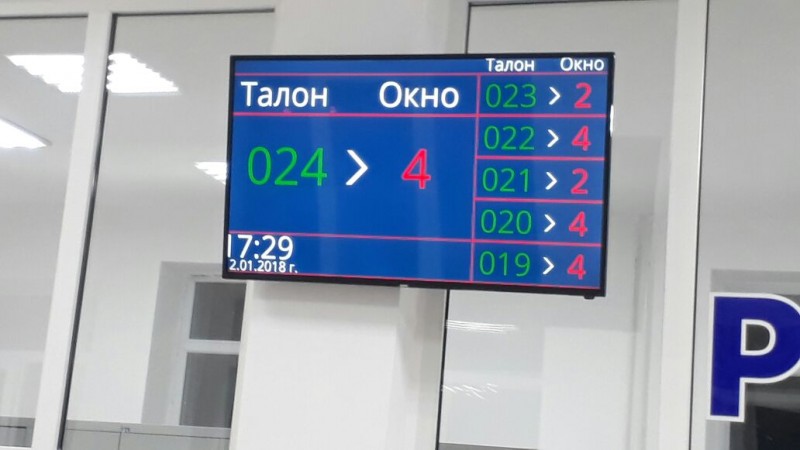 Талон Окно
024 > 4
17:29
2.01.2018 г.
Талон Окно
023 > 2
022 > 4
021 > 2
020 > 4
019 > 4
Р